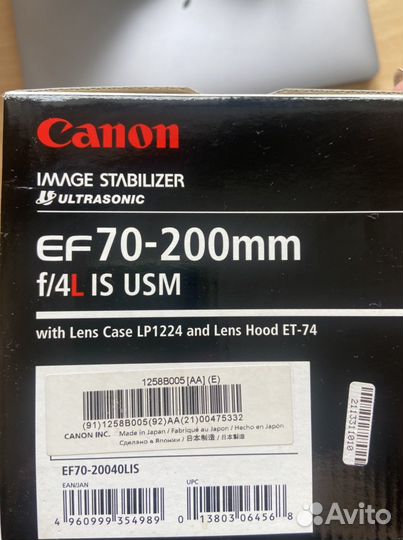 Canon
IMAGE STABILIZER
ULTRASONIC
EF70-200mm
f/4L IS USM
with Lens Case LP1224 and Lens Hood ET-74
1258B005 [AA] (E)
(91)1258B005(92)AA(21)00475332
CANON INC. Made in Japan / Fabriqué au Japon / Hecho en Japón
Сделано в Японии / 日本制造 / 日本製造
EF70-20040LIS
EAN/JAN UPC
4 960999 354989 0 13803 06456 8
2113311010
Avito